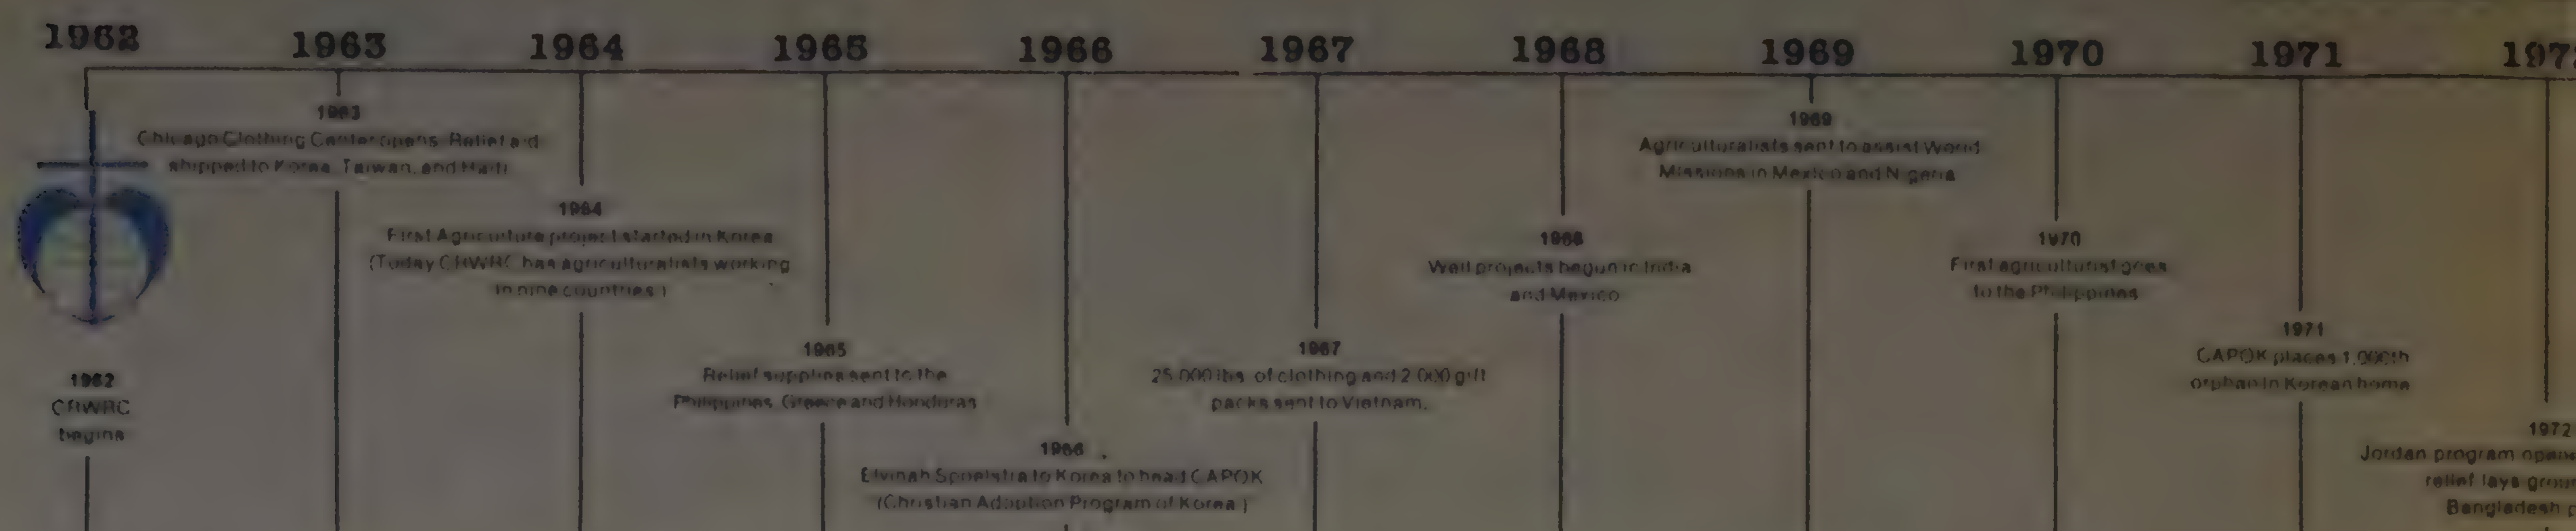 1962
1963
1964
1965
1966
1967
1968
1969
1970
1971
197
1963
Chicago Clothing Center opens. Relief aid
shipped to Korea, Taiwan, and Haiti
1969
Agriculturalists sent to assist World
Missions in Mexico and Nigeria
1964
First Agriculture project started in Korea
(Today CRWRC has agriculturalists working
in nine countries.)
1968
Well projects begun in India
and Mexico
1970
First agriculturist goes
to the Philippines
1971
CAPOK places 1,000th
orphan in Korean home
1965
Relief supplies sent to the
Philippines, Greece and Honduras
1967
25,000 lbs. of clothing and 2,000 gift
packs sent to Vietnam.
1962
CRWRC
begins
1972
Jordan program
relief lays
Bangladesh
1966
to Korea to head CAPOK
(Christian Adoption Program of Korea.)